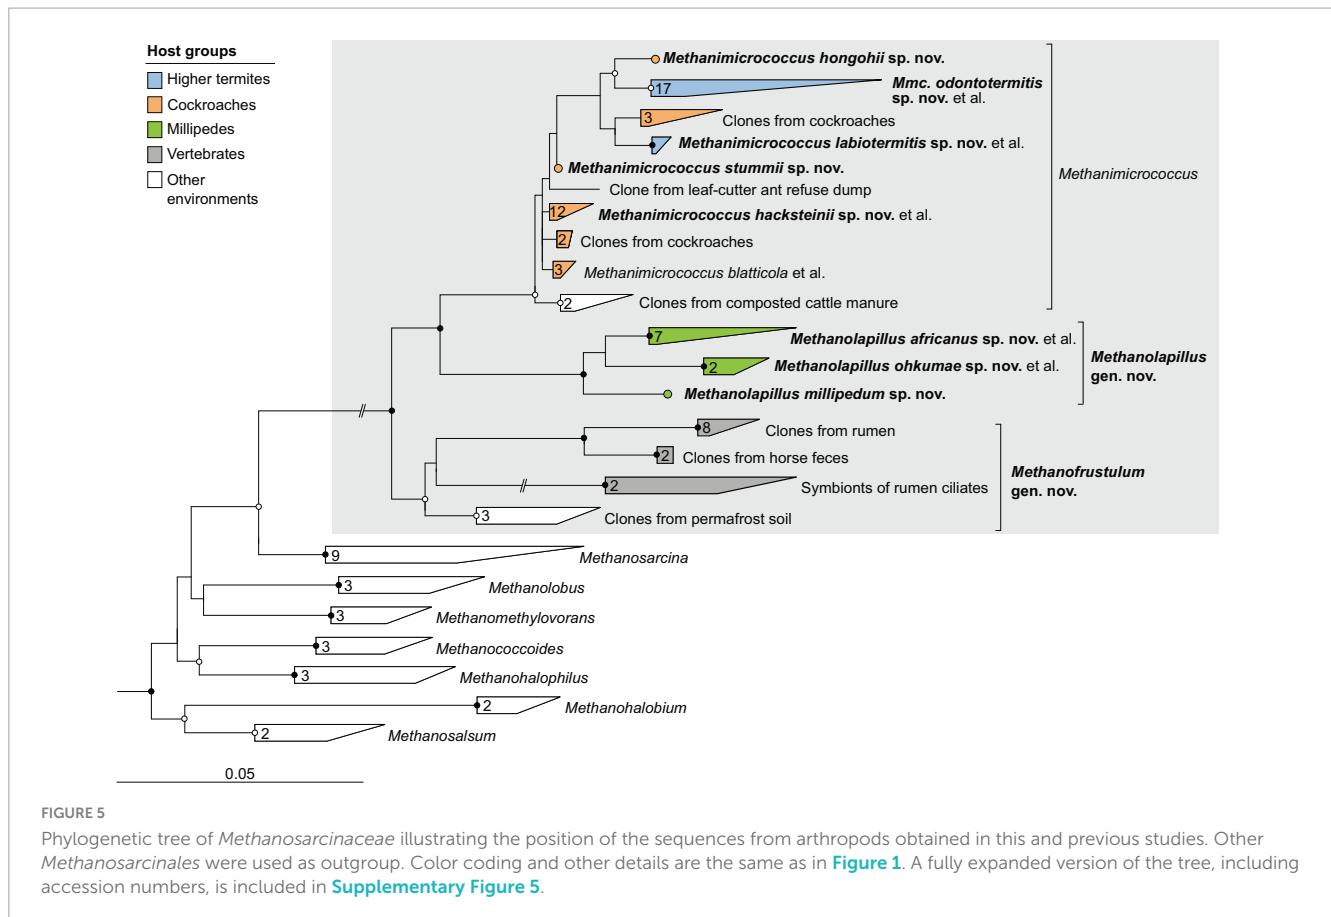 Host groups
Higher termites
Cockroaches
Millipedes
Vertebrates
Other
environments
Methanimicrococcus hongohii sp. nov.
17
Mmc. odontotermitis
sp. nov. et al.
3
Clones from cockroaches
Methanimicrococcus labiotermitis sp. nov. et al.
Methanimicrococcus stummii sp. nov.
Clone from leaf-cutter ant refuse dump
12
Methanimicrococcus hacksteinii sp. nov. et al.
2
Clones from cockroaches
3
Methanimicrococcus blatticola et al.
2
Clones from composted cattle manure
Methanimicrococcus
7
Methanolapillus africanus sp. nov. et al.
2
Methanolapillus ohkumae sp. nov. et al.
Methanolapillus millipedum sp. nov.
Methanolapillus
gen. nov.
8
Clones from rumen
2
Clones from horse feces
2
Symbionts of rumen ciliates
3
Clones from permafrost soil
Methanofrustulum
gen. nov.
9
Methanosarcina
3
Methanolobus
3
Methanomethylovorans
3
Methanococcoides
3
Methanohalophilus
2
Methanohalobium
2
Methanosalsum
0.05
FIGURE 5
Phylogenetic tree of Methanosarcinaceae illustrating the position of the sequences from arthropods obtained in this and previous studies. Other
Methanosarcinales were used as outgroup. Color coding and other details are the same as in Figure 1. A fully expanded version of the tree, including
accession numbers, is included in Supplementary Figure 5.